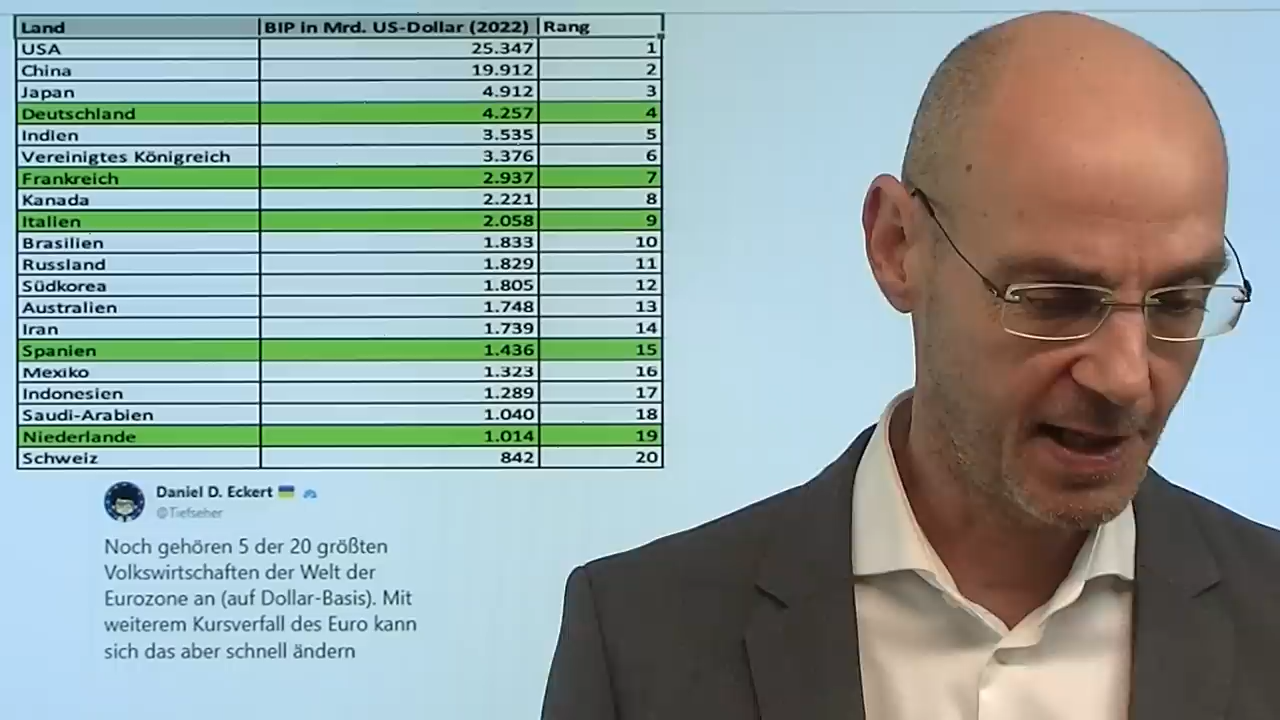 Land BIP in Mrd. US-Dollar (2022) Rang
USA 25.347 1
China 19.912 2
Japan 4.912 3
Deutschland 4.257 4
Indien 3.535 5
Vereinigtes Königreich 3.376 6
Frankreich 2.937 7
Kanada 2.221 8
Italien 2.058 9
Brasilien 1.833 10
Russland 1.829 11
Südkorea 1.805 12
Australien 1.748 13
Iran 1.739 14
Spanien 1.436 15
Mexiko 1.323 16
Indonesien 1.289 17
Saudi-Arabien 1.040 18
Niederlande 1.014 19
Schweiz 842 20
Daniel D. Eckert
@Tiefseher
Noch gehören 5 der 20 größten
Volkswirtschaften der Welt der
Eurozone an (auf Dollar-Basis). Mit
weiterem Kursverfall des Euro kann
sich das aber schnell ändern